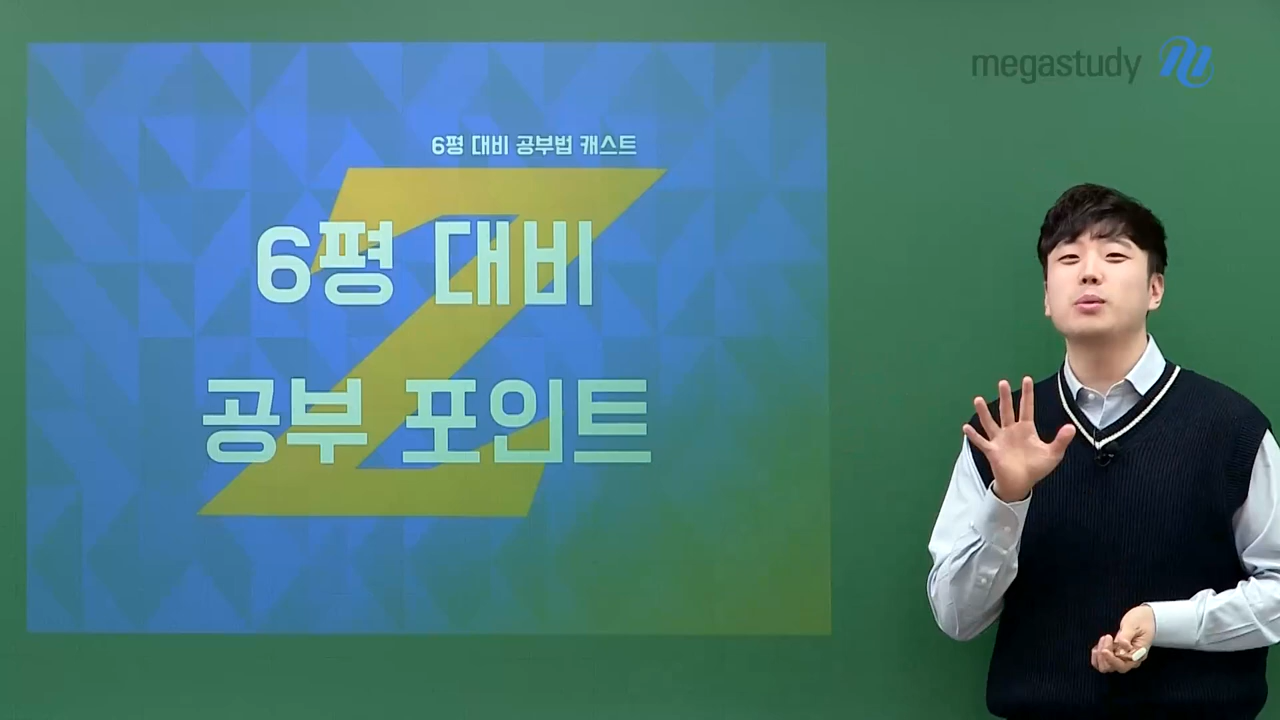 megastudy
6평 대비 공부법 캐스트
6평 대비
공부 포인트